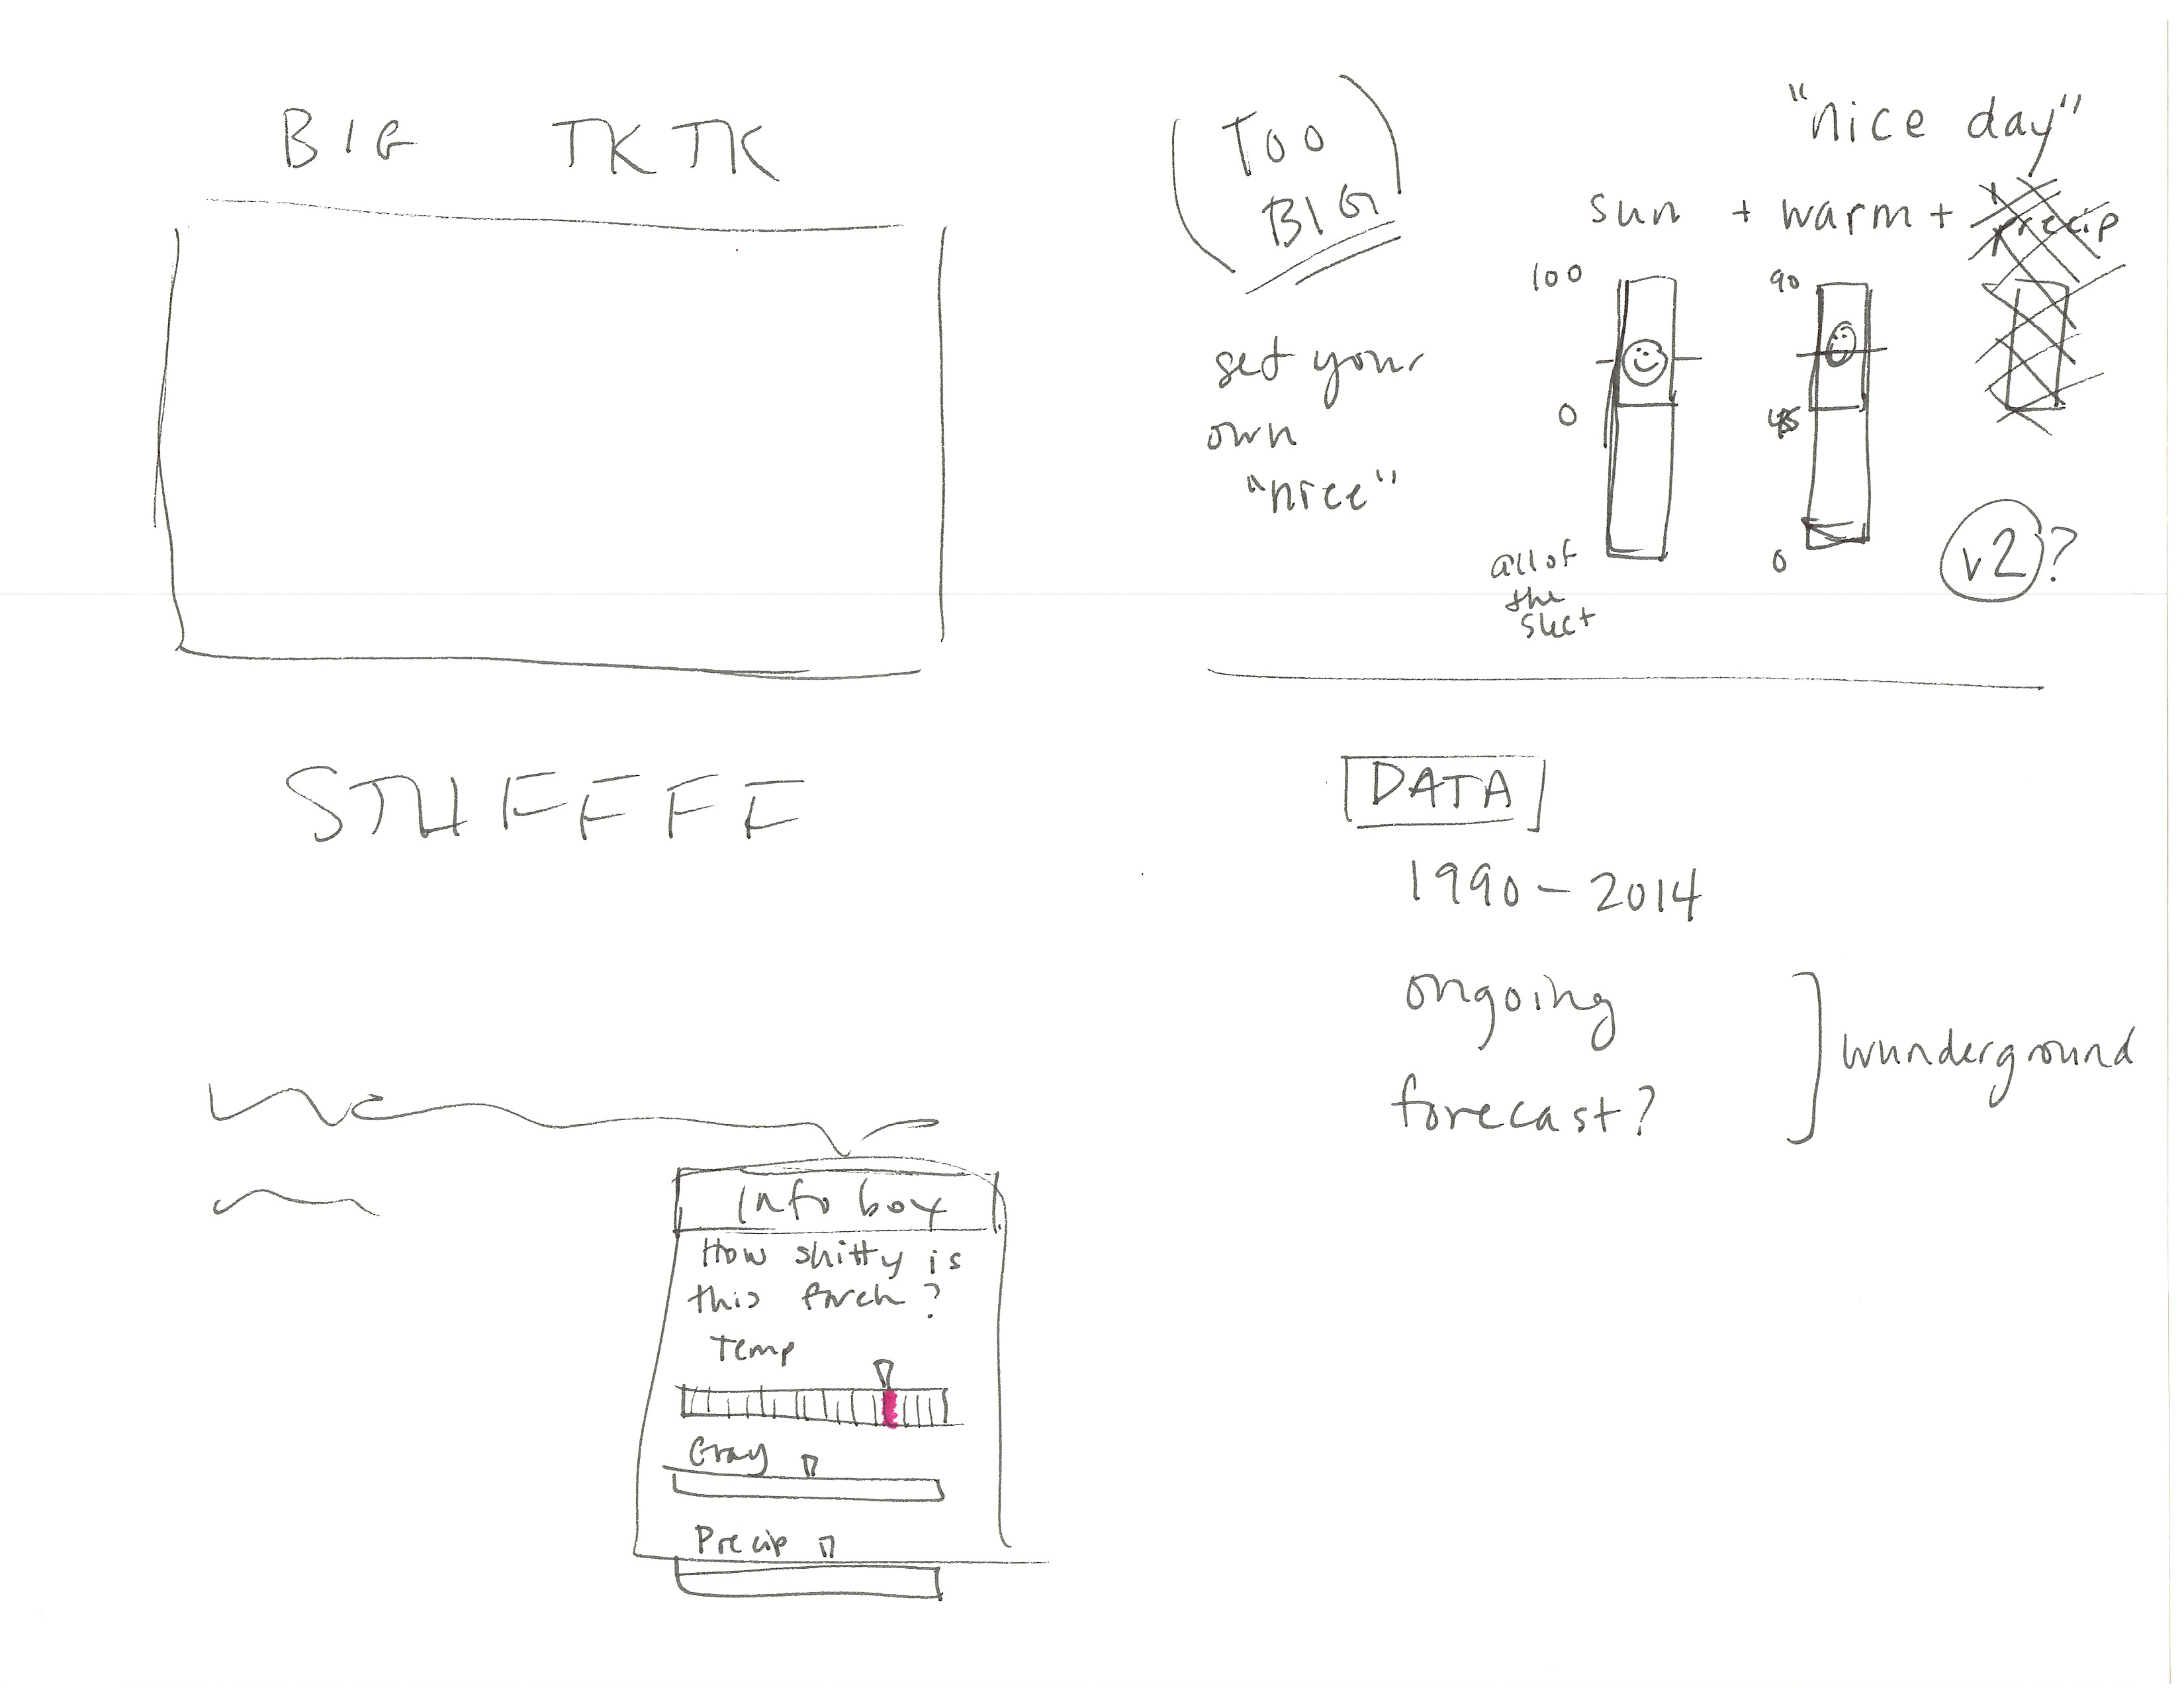 BIG TKTK
STUFFFF
Info box
How shitty is
this
Temp
Gray
Precip
TOO
BIG
"nice day"
sun + warm + precip
set your
own
"nice"
100
0
all of
the
90
45
0
v2?
DATA
1990 - 2014
ongoing
forecast?
wunderground